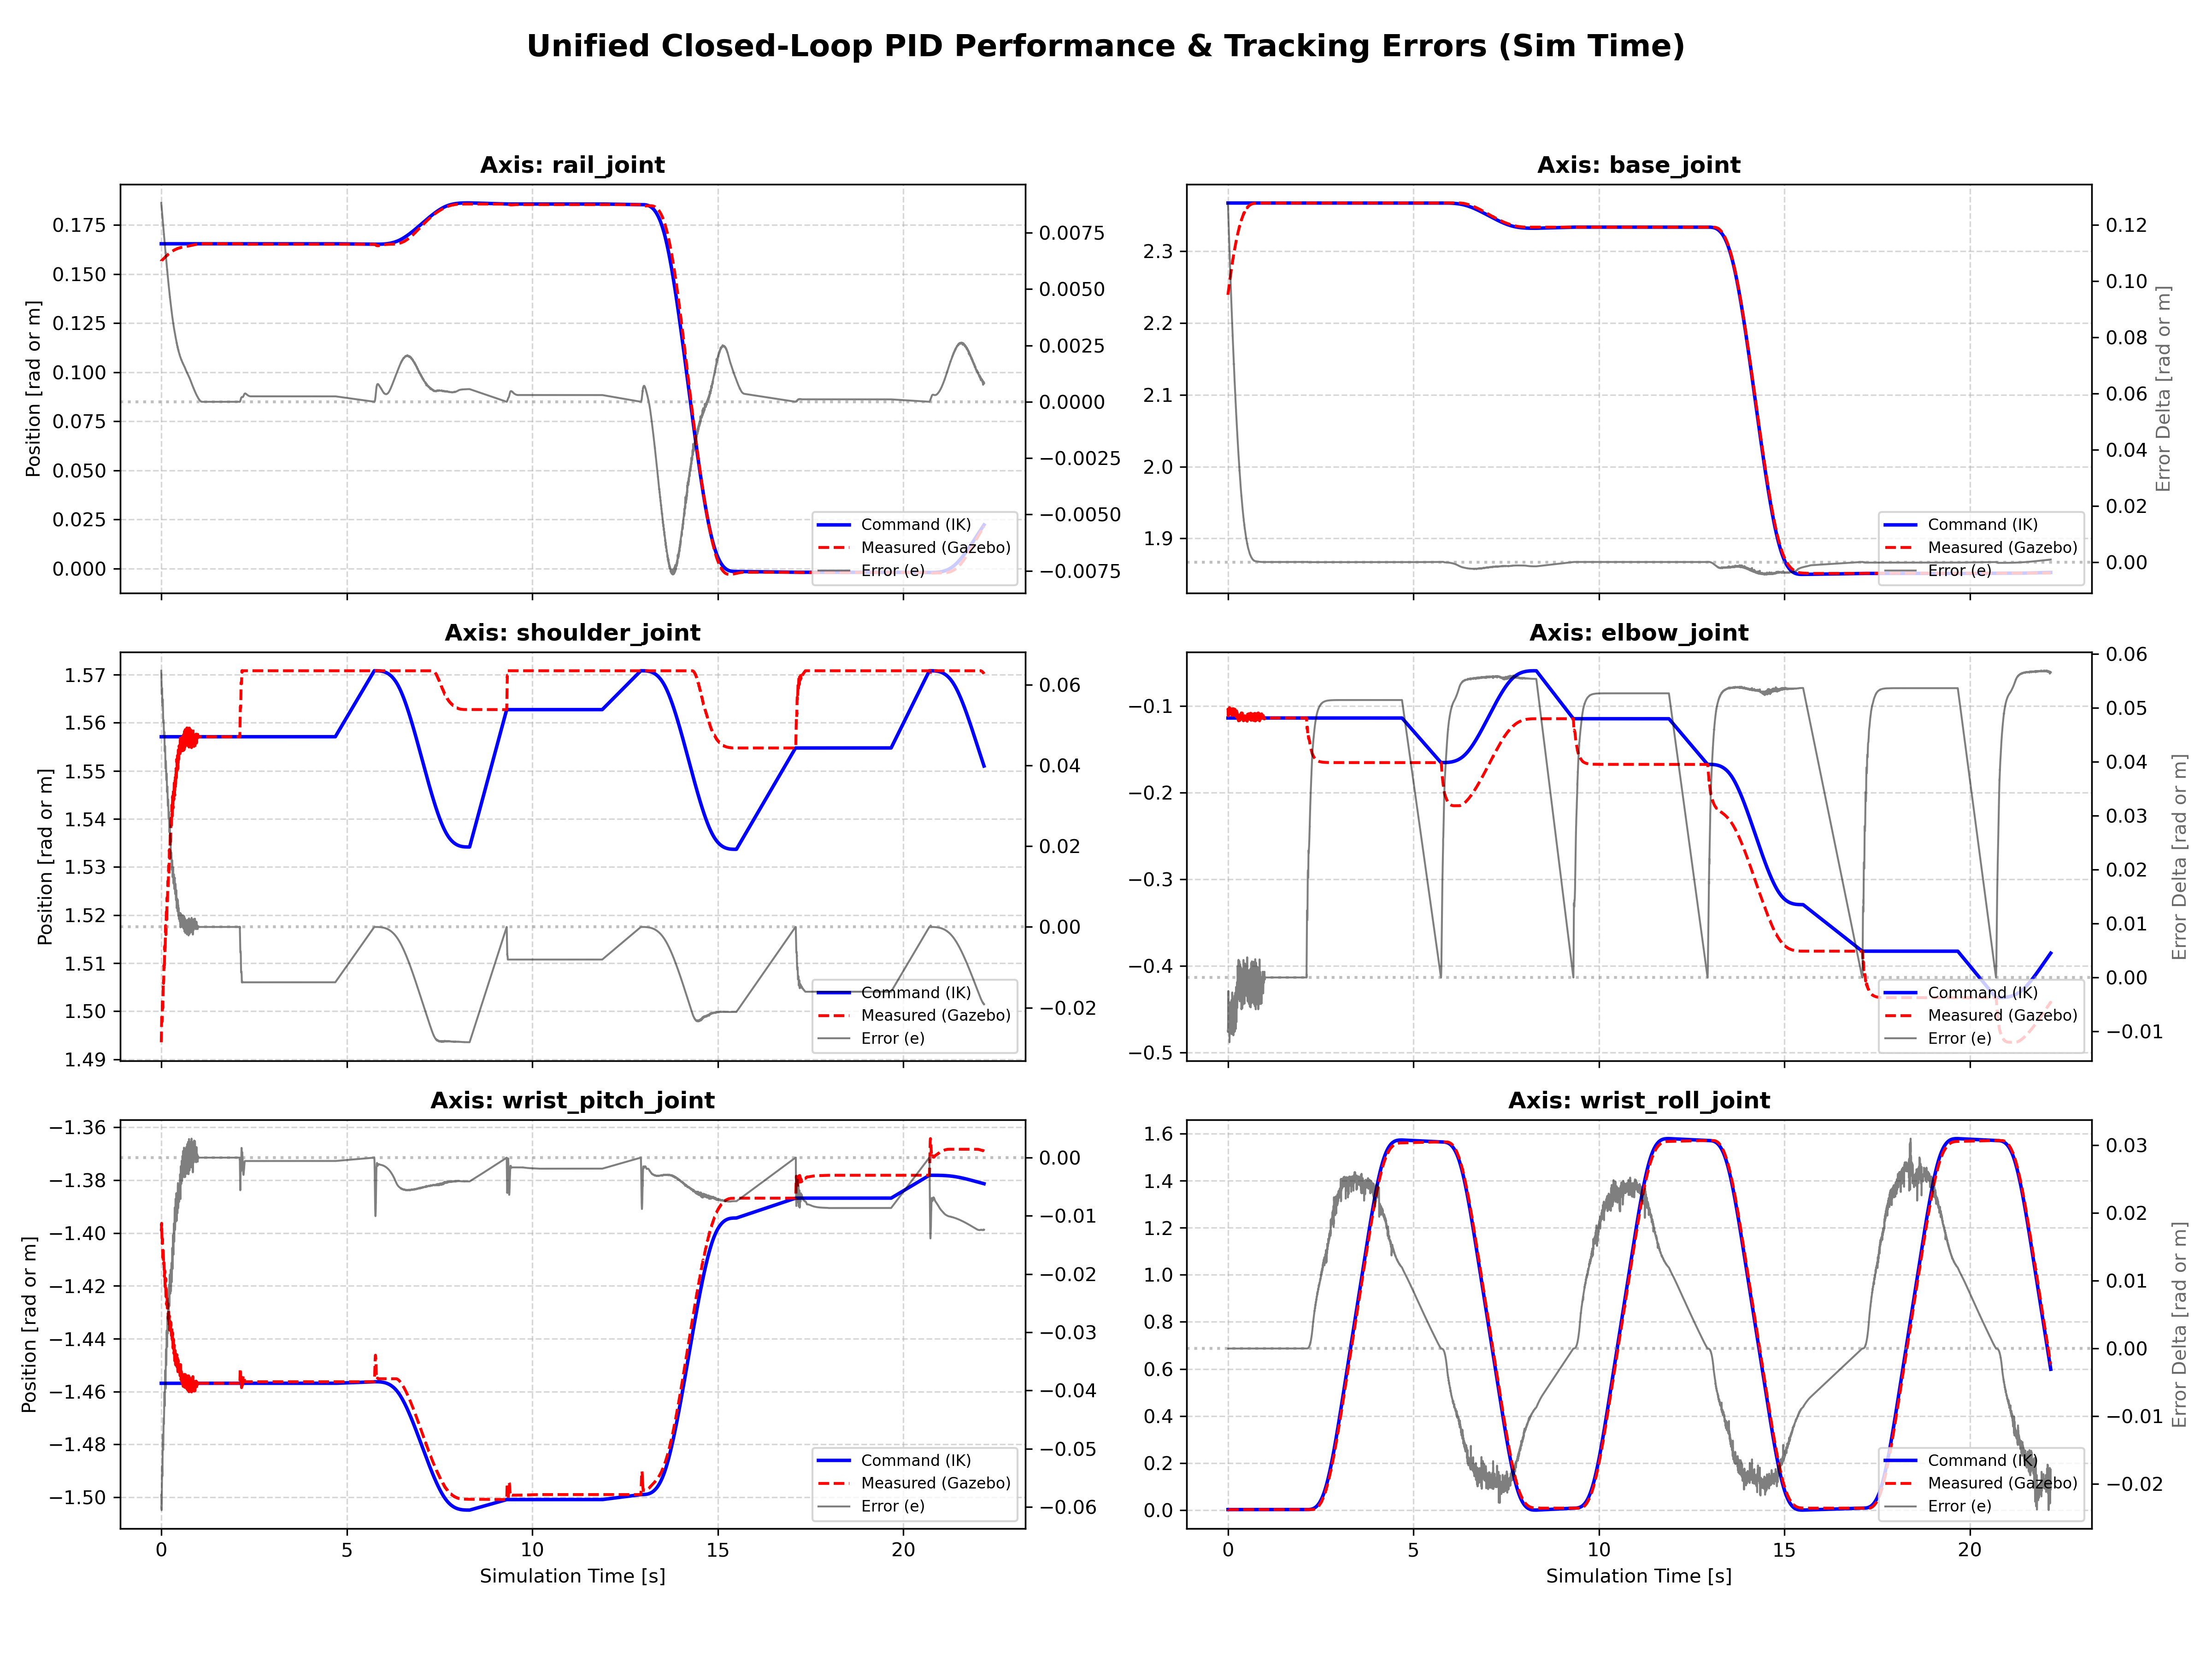 Unified Closed-Loop PID Performance & Tracking Errors (Sim Time)
Axis: rail_joint
Position [rad or m]
0.175
0.150
0.125
0.100
0.075
0.050
0.025
0.000
0.0075
0.0050
0.0025
0.0000
−0.0025
−0.0050
−0.0075
Command (IK)
Measured (Gazebo)
Error (e)
Axis: base_joint
2.3
2.2
2.1
2.0
1.9
0.12
0.10
0.08
0.06
0.04
0.02
0.00
Error Delta [rad or m]
Command (IK)
Measured (Gazebo)
Error (e)
Axis: shoulder_joint
Position [rad or m]
1.57
1.56
1.55
1.54
1.53
1.52
1.51
1.50
1.49
0.06
0.04
0.02
0.00
−0.02
Command (IK)
Measured (Gazebo)
Error (e)
Axis: elbow_joint
−0.1
−0.2
−0.3
−0.4
−0.5
0.06
0.05
0.04
0.03
0.02
0.01
0.00
−0.01
Error Delta [rad or m]
Command (IK)
Measured (Gazebo)
Error (e)
Axis: wrist_pitch_joint
Position [rad or m]
−1.36
−1.38
−1.40
−1.42
−1.44
−1.46
−1.48
−1.50
0.00
−0.01
−0.02
−0.03
−0.04
−0.05
−0.06
Command (IK)
Measured (Gazebo)
Error (e)
0
5
10
15
20
Simulation Time [s]
Axis: wrist_roll_joint
1.6
1.4
1.2
1.0
0.8
0.6
0.4
0.2
0.0
0.03
0.02
0.01
0.00
−0.01
−0.02
Error Delta [rad or m]
Command (IK)
Measured (Gazebo)
Error (e)
0
5
10
15
20
Simulation Time [s]